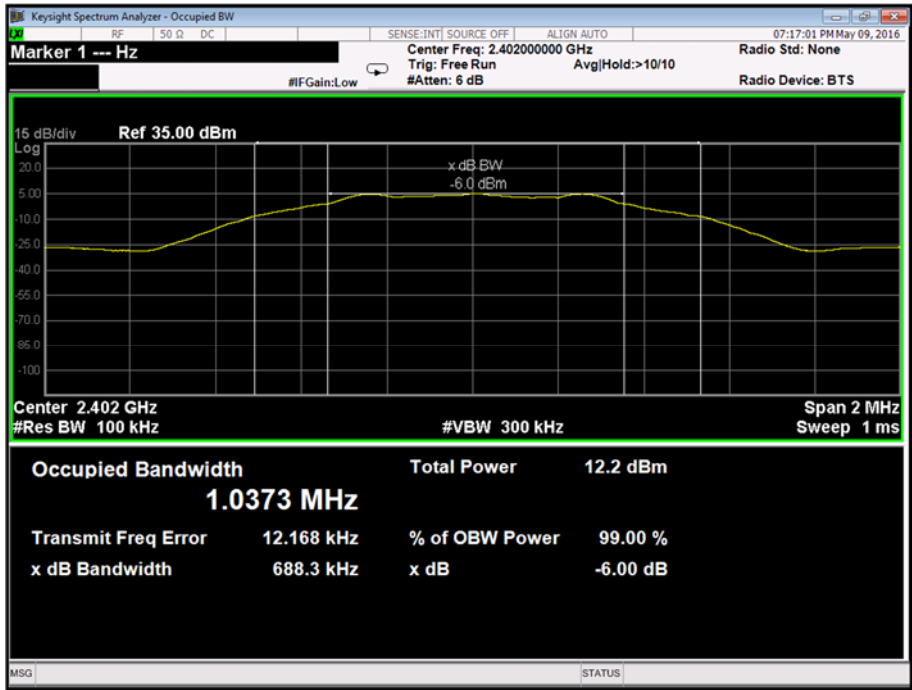 Keysight Spectrum Analyzer - Occupied BW
LXI RF 50 Ω DC SENSE:INT SOURCE OFF ALIGN AUTO 07:17:01 PM May 09, 2016
Marker 1 --- Hz Center Freq: 2.402000000 GHz Radio Std: None
Trig: Free Run Avg|Hold:>10/10
#IFGain:Low #Atten: 6 dB Radio Device: BTS
15 dB/div Ref 35.00 dBm
Log
20.0
5.00
-10.0
-25.0
-40.0
-55.0
-70.0
-85.0
-100
x dB BW
-6.0 dBm
Center 2.402 GHz Span 2 MHz
#Res BW 100 kHz #VBW 300 kHz Sweep 1 ms
Occupied Bandwidth Total Power 12.2 dBm
1.0373 MHz
Transmit Freq Error 12.168 kHz % of OBW Power 99.00 %
x dB Bandwidth 688.3 kHz x dB -6.00 dB
MSG STATUS